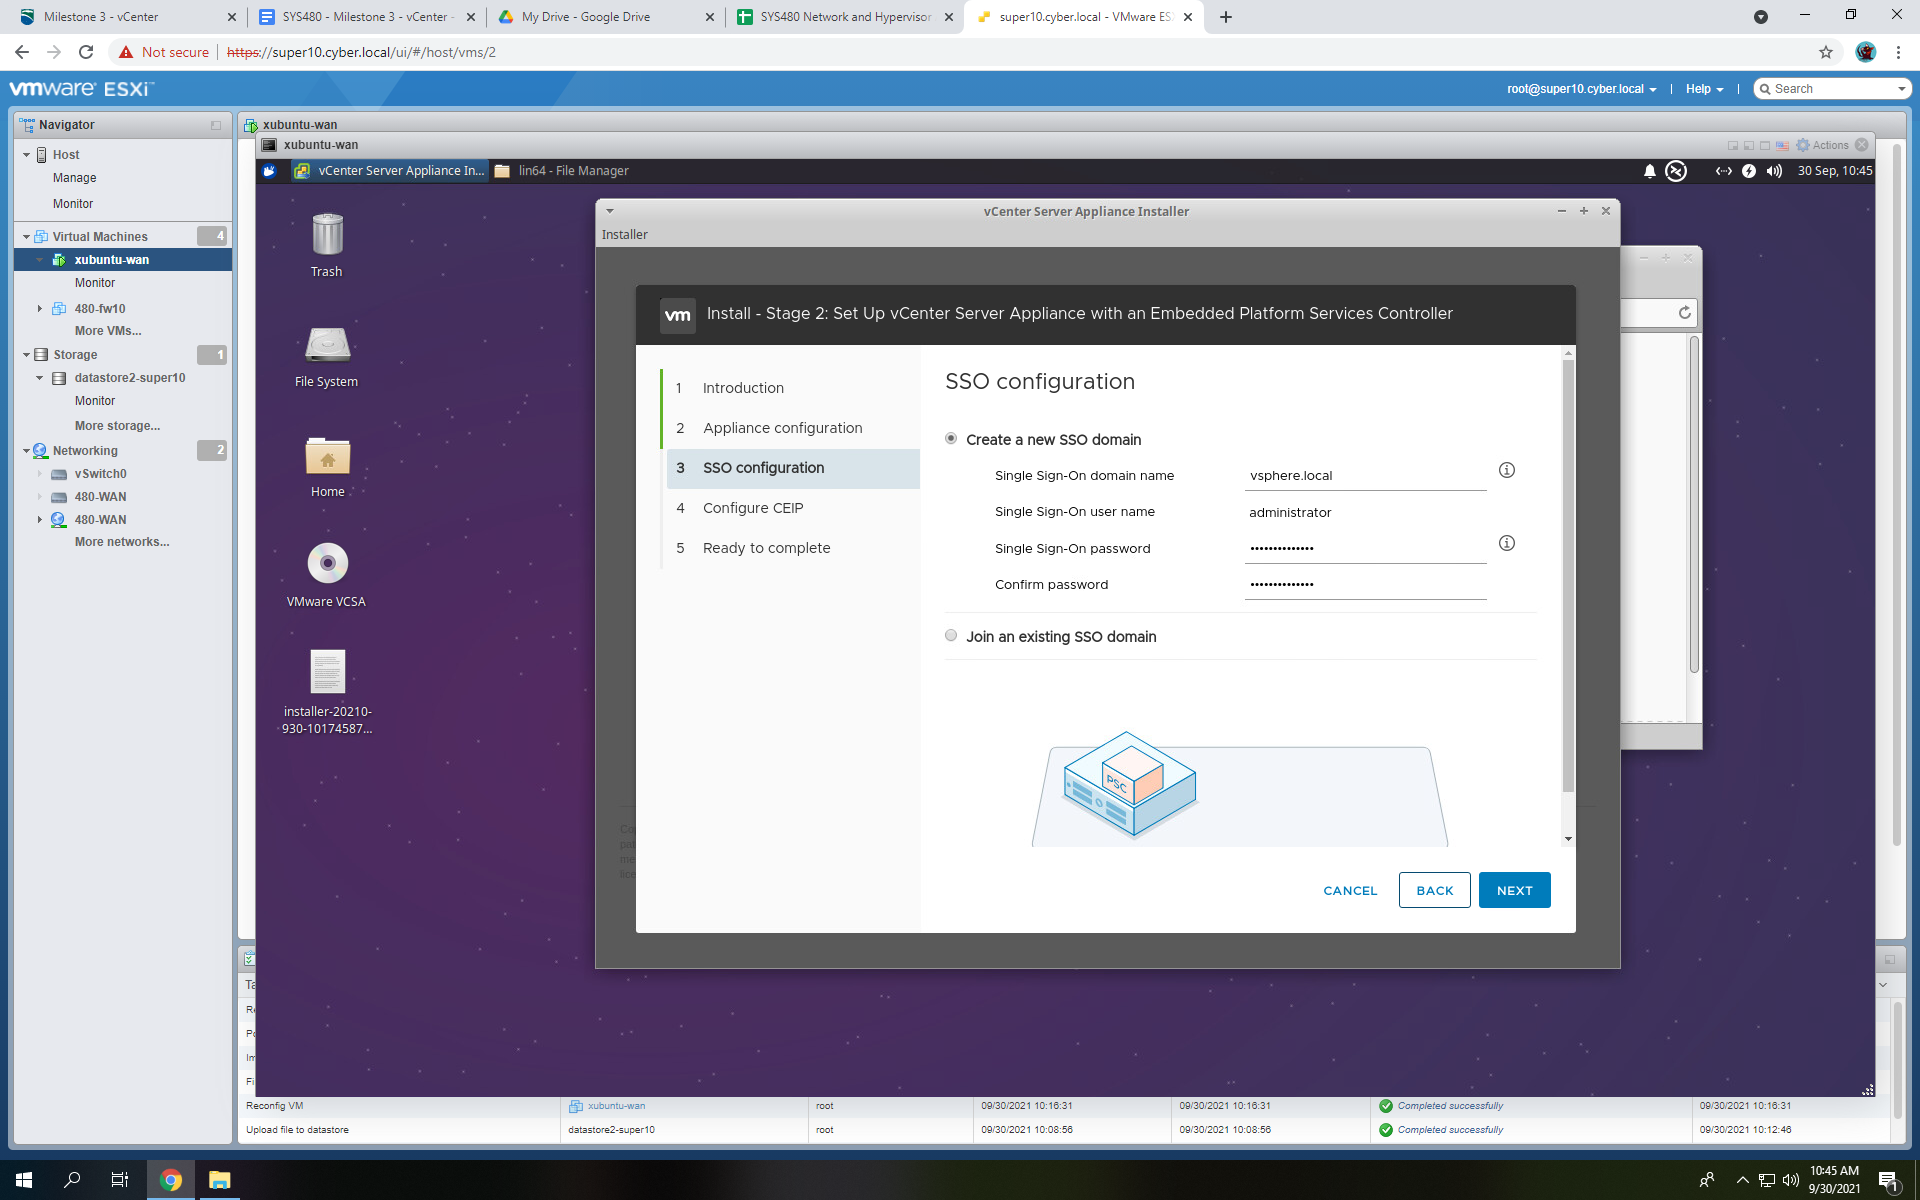 Milestone 3 - vCenter
SYS480 - Milestone 3 - vCenter -
My Drive - Google Drive
SYS480 Network and Hypervisor
super10.cyber.local - VMware ES
Not secure
https://super10.cyber.local/ui/#/host/vms/2
vmware ESXi
root@super10.cyber.local
Help
Search
Navigator
xubuntu-wan
Host
Manage
Monitor
Virtual Machines
4
xubuntu-wan
Monitor
480-fw10
More VMs...
Storage
1
datastore2-super10
Monitor
More storage...
Networking
2
vSwitch0
480-WAN
480-WAN
More networks...
xubuntu-wan
Actions
vCenter Server Appliance In...
lin64 - File Manager
30 Sep, 10:45
Trash
File System
Home
VMware VCSA
installer-20210-
930-10174587...
vCenter Server Appliance Installer
Installer
vm
Install - Stage 2: Set Up vCenter Server Appliance with an Embedded Platform Services Controller
1 Introduction
2 Appliance configuration
3 SSO configuration
4 Configure CEIP
5 Ready to complete
SSO configuration
Create a new SSO domain
Single Sign-On domain name vsphere.local
Single Sign-On user name administrator
Single Sign-On password ••••••••••••••
Confirm password ••••••••••••••
Join an existing SSO domain
PSC
CANCEL
BACK
NEXT
Reconfig VM xubuntu-wan root 09/30/2021 10:16:31 09/30/2021 10:16:31 Completed successfully 09/30/2021 10:16:31
Upload file to datastore datastore2-super10 root 09/30/2021 10:08:56 09/30/2021 10:08:56 Completed successfully 09/30/2021 10:12:46
10:45 AM
9/30/2021
1